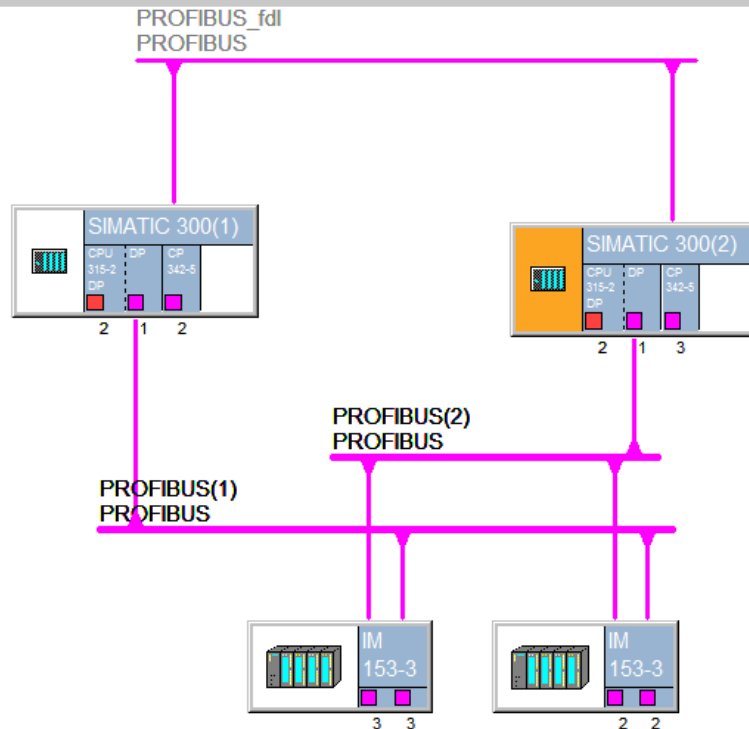 PROFIBUS_fdl
PROFIBUS
SIMATIC 300(1)
CPU 315-2 DP
DP
CP 342-5
2 1 2
SIMATIC 300(2)
CPU 315-2 DP
DP
CP 342-5
2 1 3
PROFIBUS(2)
PROFIBUS
PROFIBUS(1)
PROFIBUS
IM
153-3
3 3
IM
153-3
2 2